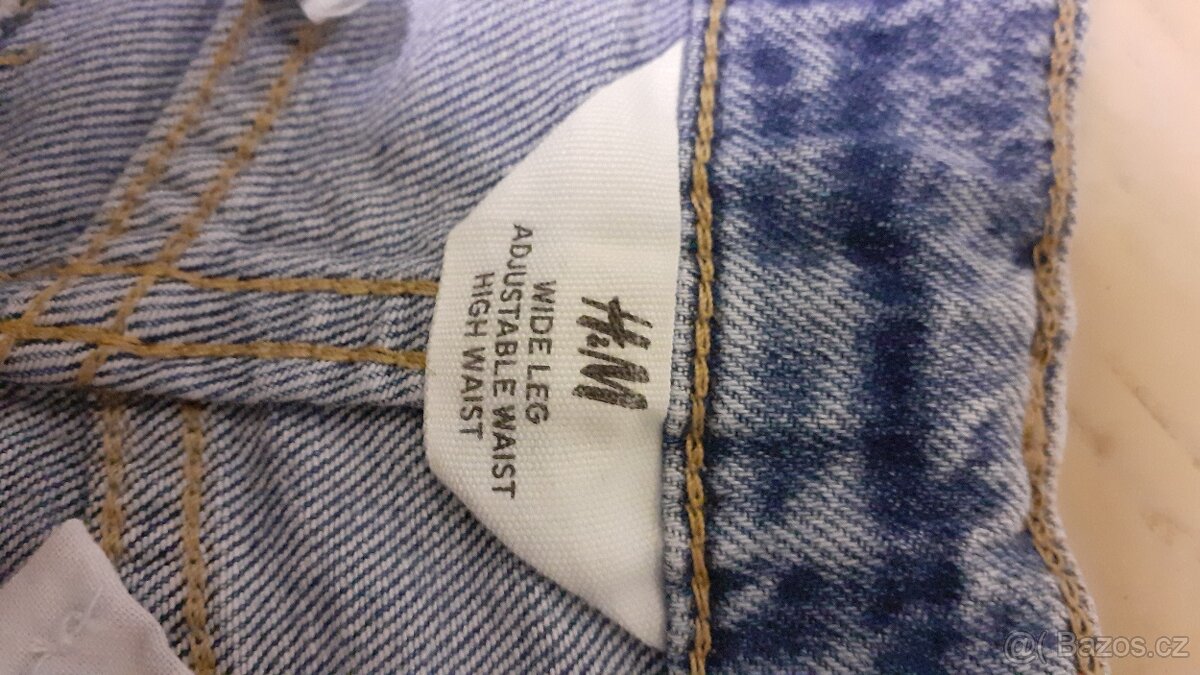 H&M
WIDE LEG
ADJUSTABLE WAIST
HIGH WAIST
@( Bazos.cz